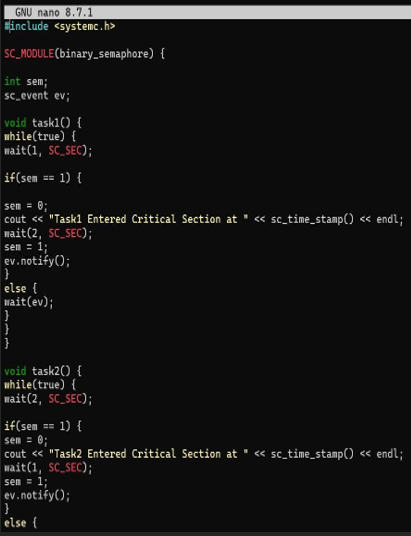 GNU nano 8.7.1
#include <systemc.h>
SC_MODULE(binary_semaphore) {
int sem;
sc_event ev;
void task1() {
while(true) {
wait(1, SC_SEC);
if(sem == 1) {
sem = 0;
cout << "Task1 Entered Critical Section at " << sc_time_stamp() << endl;
wait(2, SC_SEC);
sem = 1;
ev.notify();
}
else {
wait(ev);
}
}
}
void task2() {
while(true) {
wait(2, SC_SEC);
if(sem == 1) {
sem = 0;
cout << "Task2 Entered Critical Section at " << sc_time_stamp() << endl;
wait(1, SC_SEC);
sem = 1;
ev.notify();
}
else {